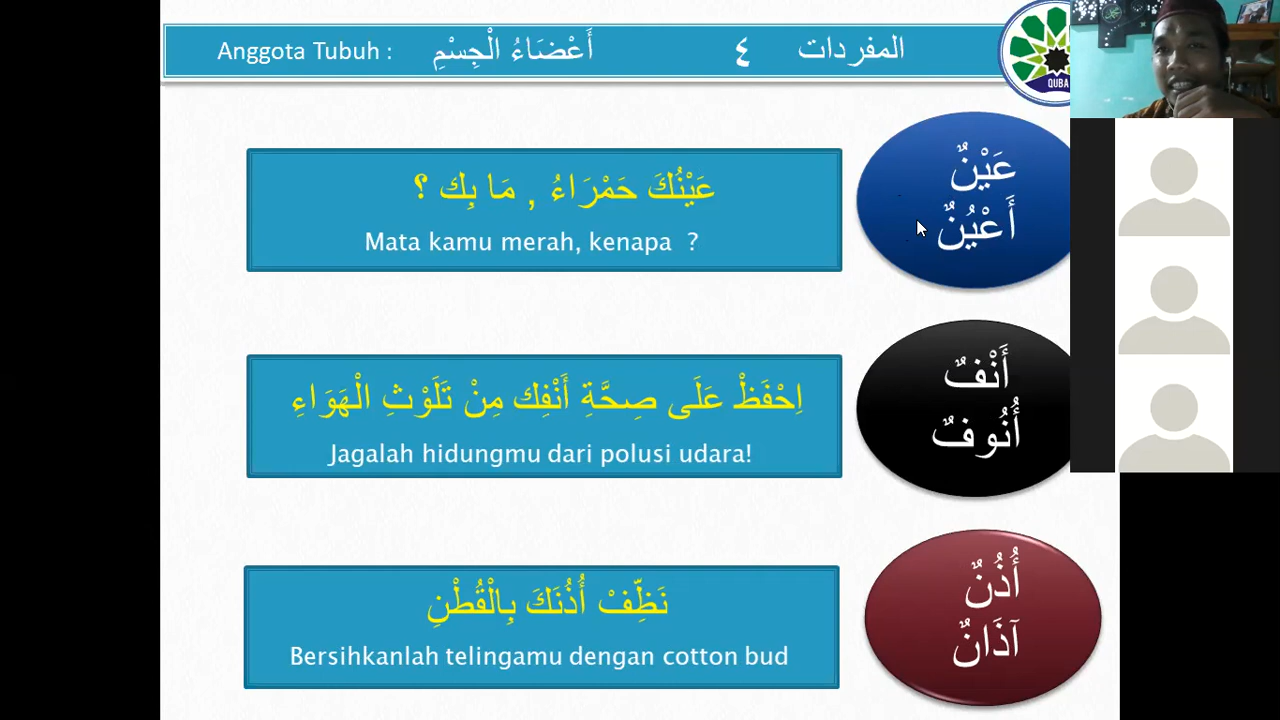 المفردات ٤ أَعْضَاءُ الْجِسْمِ Anggota Tubuh :
QUBA
عَيْنٌ
أَعْيُنٌ
عَيْنُكَ حَمْرَاءُ , مَا بِك ؟
Mata kamu merah, kenapa ?
أَنْفٌ
أُنُوفٌ
اِحْفَظْ عَلَى صِحَّةِ أَنْفِك مِنْ تَلَوْثِ الْهَوَاءِ
Jagalah hidungmu dari polusi udara!
أُذُنٌ
آذَانٌ
نَظِّفْ أُذُنَكَ بِالْقُطْنِ
Bersihkanlah telingamu dengan cotton bud